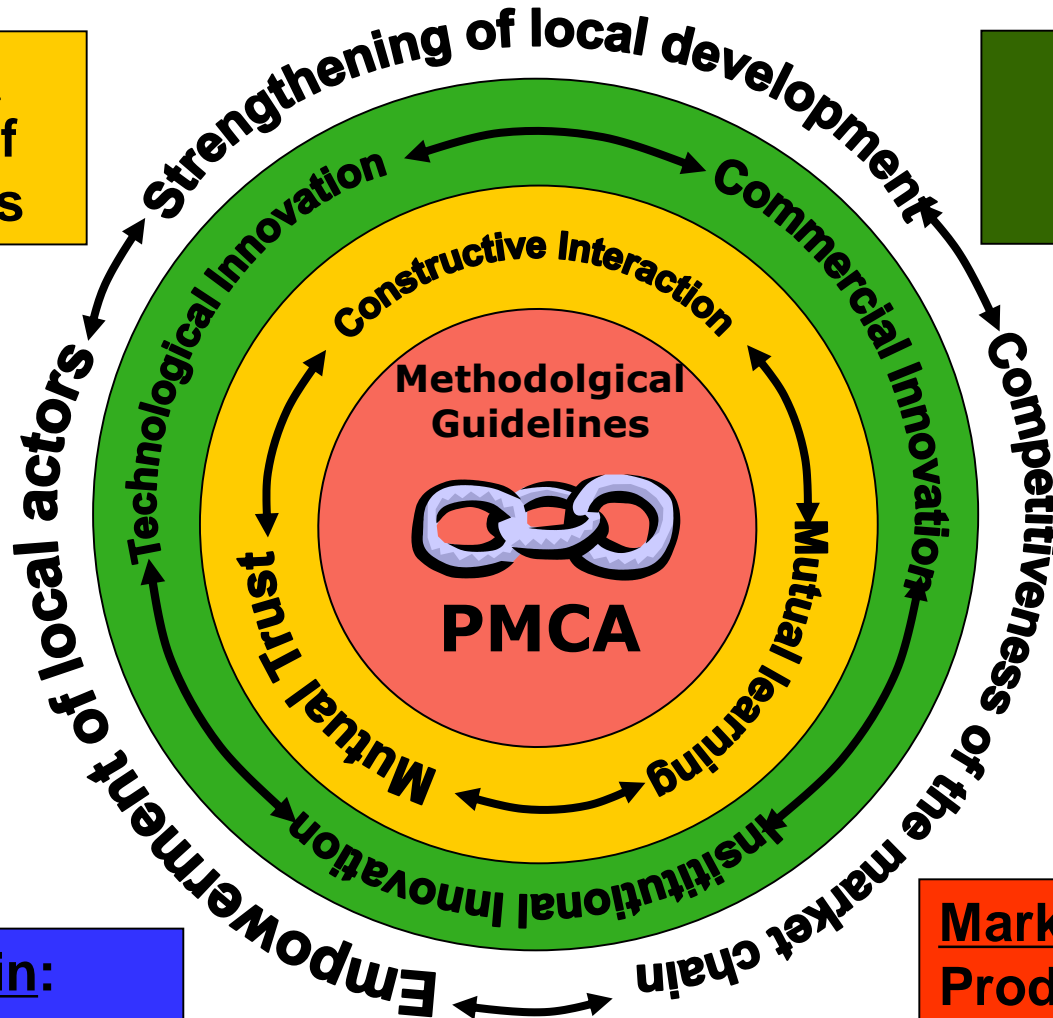 Strengthening of local development
f
s
Technological Innovation
Commercial Innovation
Constructive Interaction
Methodolgical
Guidelines
PMCA
Mutual Trust
Mutual learning
Insititutional Innovation
Empowerment of local actors
Competitiveness of the market chain
in:
Mark
Prod